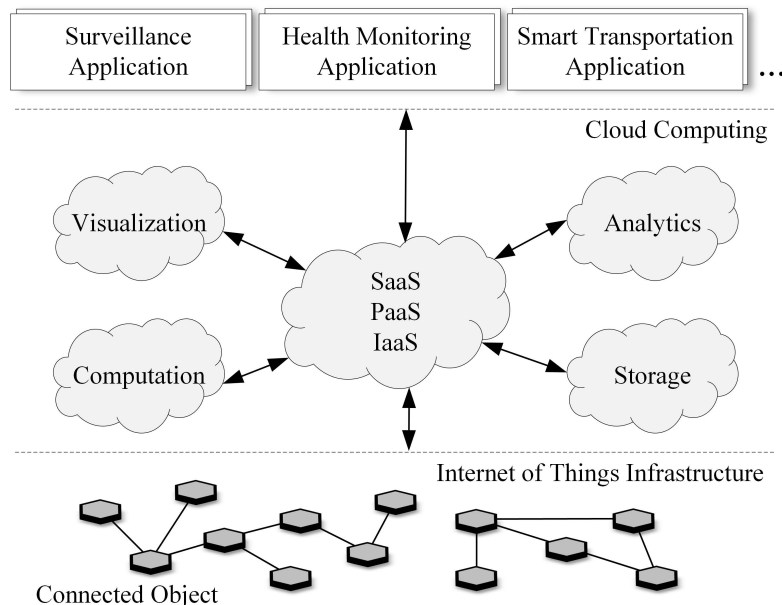 Surveillance
Application
Health Monitoring
Application
Smart Transportation
Application
...
Cloud Computing
Visualization
Analytics
SaaS
PaaS
IaaS
Computation
Storage
Internet of Things Infrastructure
Connected Object